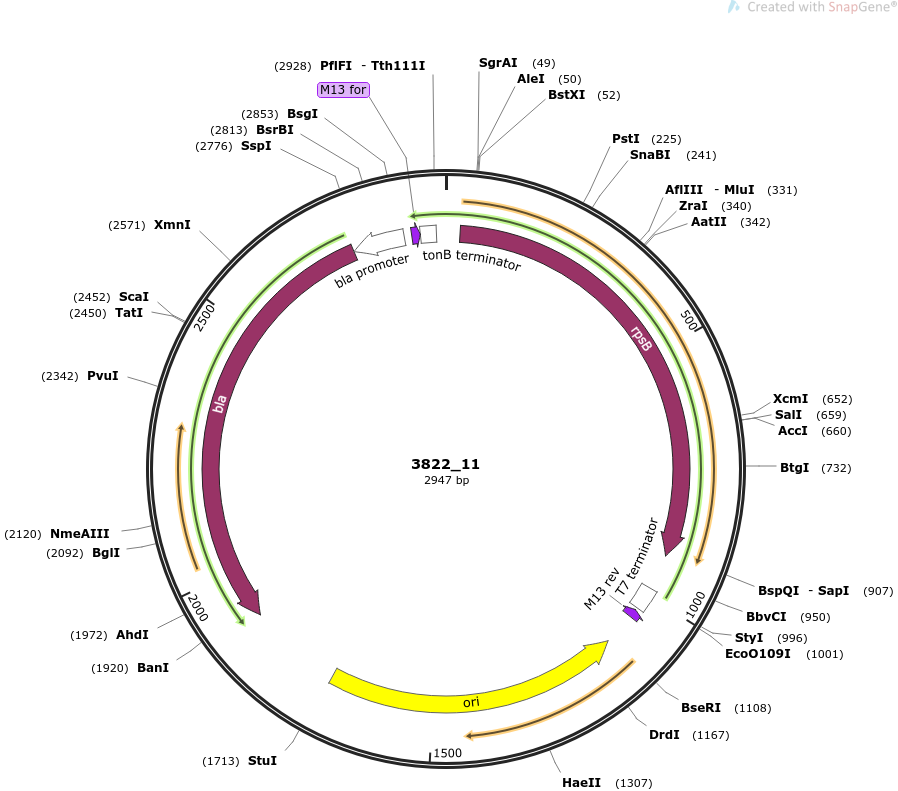 Created with SnapGene®
(2928) PflFI - Tth111I
M13 for
(2853) BsgI
(2813) BsrBI
(2776) SspI
(2571) XmnI
(2452) ScaI
(2450) TatI
(2342) PvuI
(2120) NmeAIII
(2092) BglI
(1972) AhdI
(1920) BanI
(1713) StuI
SgrAI (49)
AleI (50)
BstXI (52)
PstI (225)
SnaBI (241)
AflIII - MluI (331)
ZraI (340)
AatII (342)
XcmI (652)
SalI (659)
AccI (660)
BtgI (732)
BspQI - SapI (907)
BbvCI (950)
StyI (996)
EcoO109I (1001)
BseRI (1108)
DrdI (1167)
HaeII (1307)
500
1000
1500
2000
2500
bla promoter
tonB terminator
rpsB
bla
T7 terminator
M13 rev
ori
3822_11
2947 bp